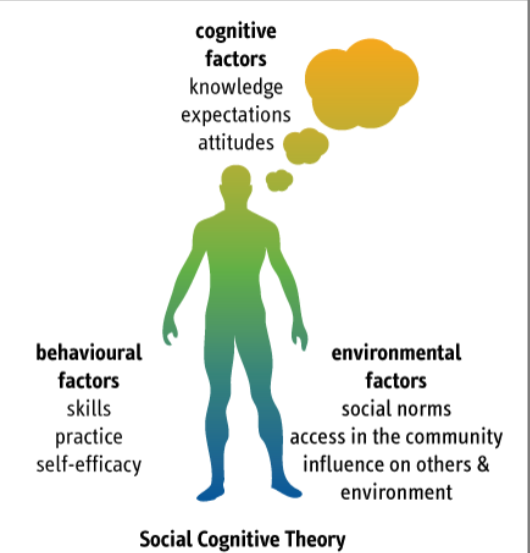 cognitive
factors
knowledge
expectations
attitudes
behavioural
factors
skills
practice
self-efficacy
environmental
factors
social norms
access in the community
influence on others &
environment
Social Cognitive Theory